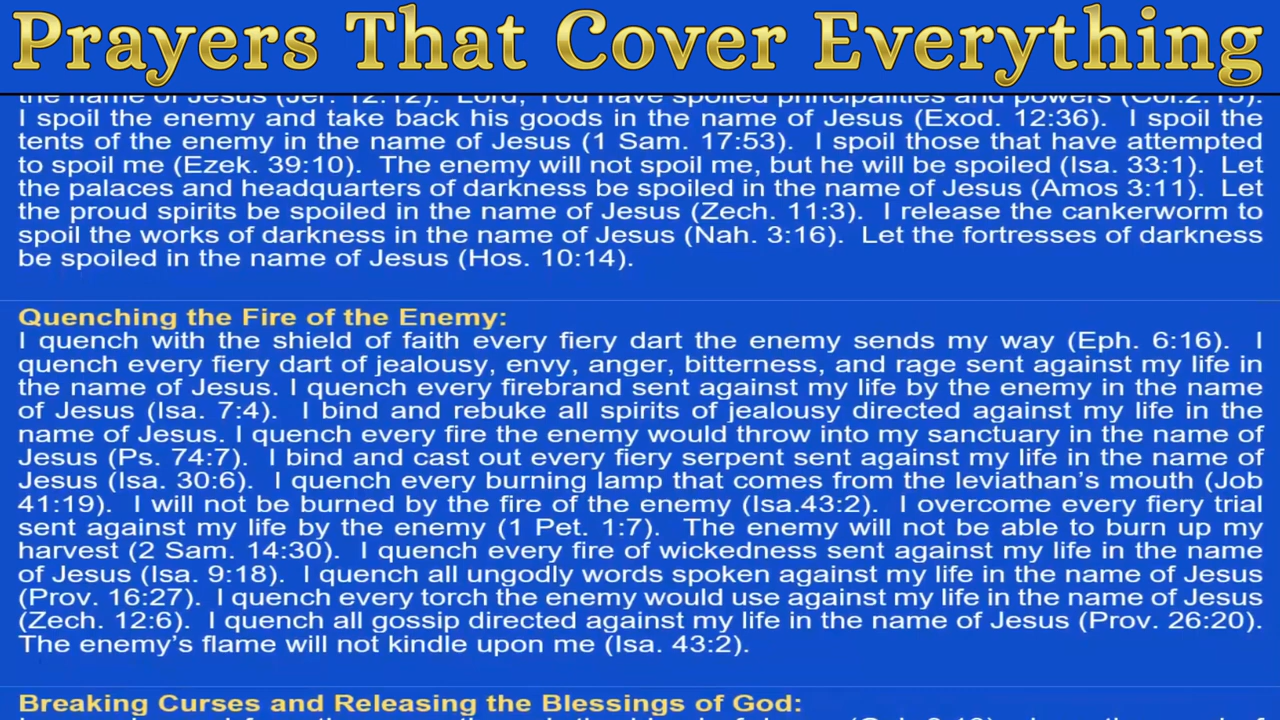 Prayers That Cover Everything
the name of Jesus (Jer. 12:12). Lord, You have spoiled principalities and powers (Col.2:15).
I spoil the enemy and take back his goods in the name of Jesus (Exod. 12:36). I spoil the
tents of the enemy in the name of Jesus (1 Sam. 17:53). I spoil those that have attempted
to spoil me (Ezek. 39:10). The enemy will not spoil me, but he will be spoiled (Isa. 33:1). Let
the palaces and headquarters of darkness be spoiled in the name of Jesus (Amos 3:11). Let
the proud spirits be spoiled in the name of Jesus (Zech. 11:3). I release the cankerworm to
spoil the works of darkness in the name of Jesus (Nah. 3:16). Let the fortresses of darkness
be spoiled in the name of Jesus (Hos. 10:14).
Quenching the Fire of the Enemy:
I quench with the shield of faith every fiery dart the enemy sends my way (Eph. 6:16). I
quench every fiery dart of jealousy, envy, anger, bitterness, and rage sent against my life in
the name of Jesus. I quench every firebrand sent against my life by the enemy in the name
of Jesus (Isa. 7:4). I bind and rebuke all spirits of jealousy directed against my life in the
name of Jesus. I quench every fire the enemy would throw into my sanctuary in the name of
Jesus (Ps. 74:7). I bind and cast out every fiery serpent sent against my life in the name of
Jesus (Isa. 30:6). I quench every burning lamp that comes from the leviathan’s mouth (Job
41:19). I will not be burned by the fire of the enemy (Isa.43:2). I overcome every fiery trial
sent against my life by the enemy (1 Pet. 1:7). The enemy will not be able to burn up my
harvest (2 Sam. 14:30). I quench every fire of wickedness sent against my life in the name
of Jesus (Isa. 9:18). I quench all ungodly words spoken against my life in the name of Jesus
(Prov. 16:27). I quench every torch the enemy would use against my life in the name of Jesus
(Zech. 12:6). I quench all gossip directed against my life in the name of Jesus (Prov. 26:20).
The enemy’s flame will not kindle upon me (Isa. 43:2).
Breaking Curses and Releasing the Blessings of God: